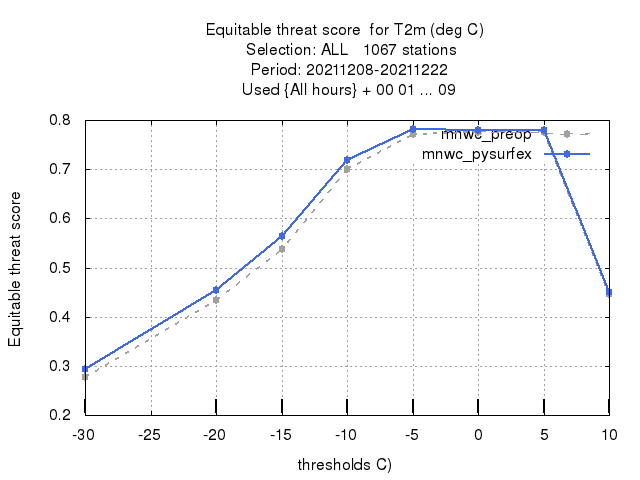 Equitable threat score  for T2m (deg C)
Selection: ALL   1067 stations
Period: 20211208-20211222
Used {All hours} + 00 01 ... 09
0.8
0.7
0.6
0.5
0.4
0.3
0.2
Equitable threat score
mnwc_preop
mnwc_pysurfex
-30 -25 -20 -15 -10 -5 0 5 10
thresholds C)